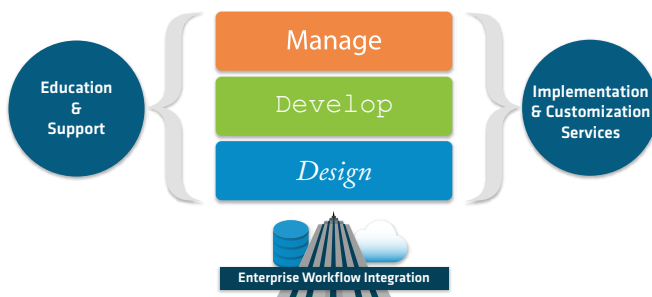 Manage
Education
&
Support
Develop
Implementation
& Customization
Services
Design
Enterprise Workflow Integration